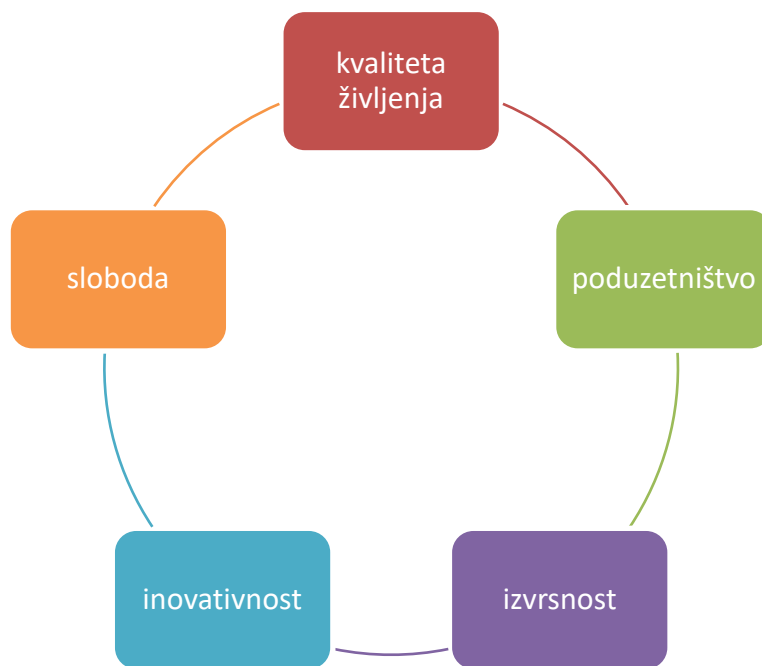 kvaliteta
življenja
sloboda
poduzetništvo
inovativnost
izvrsnost